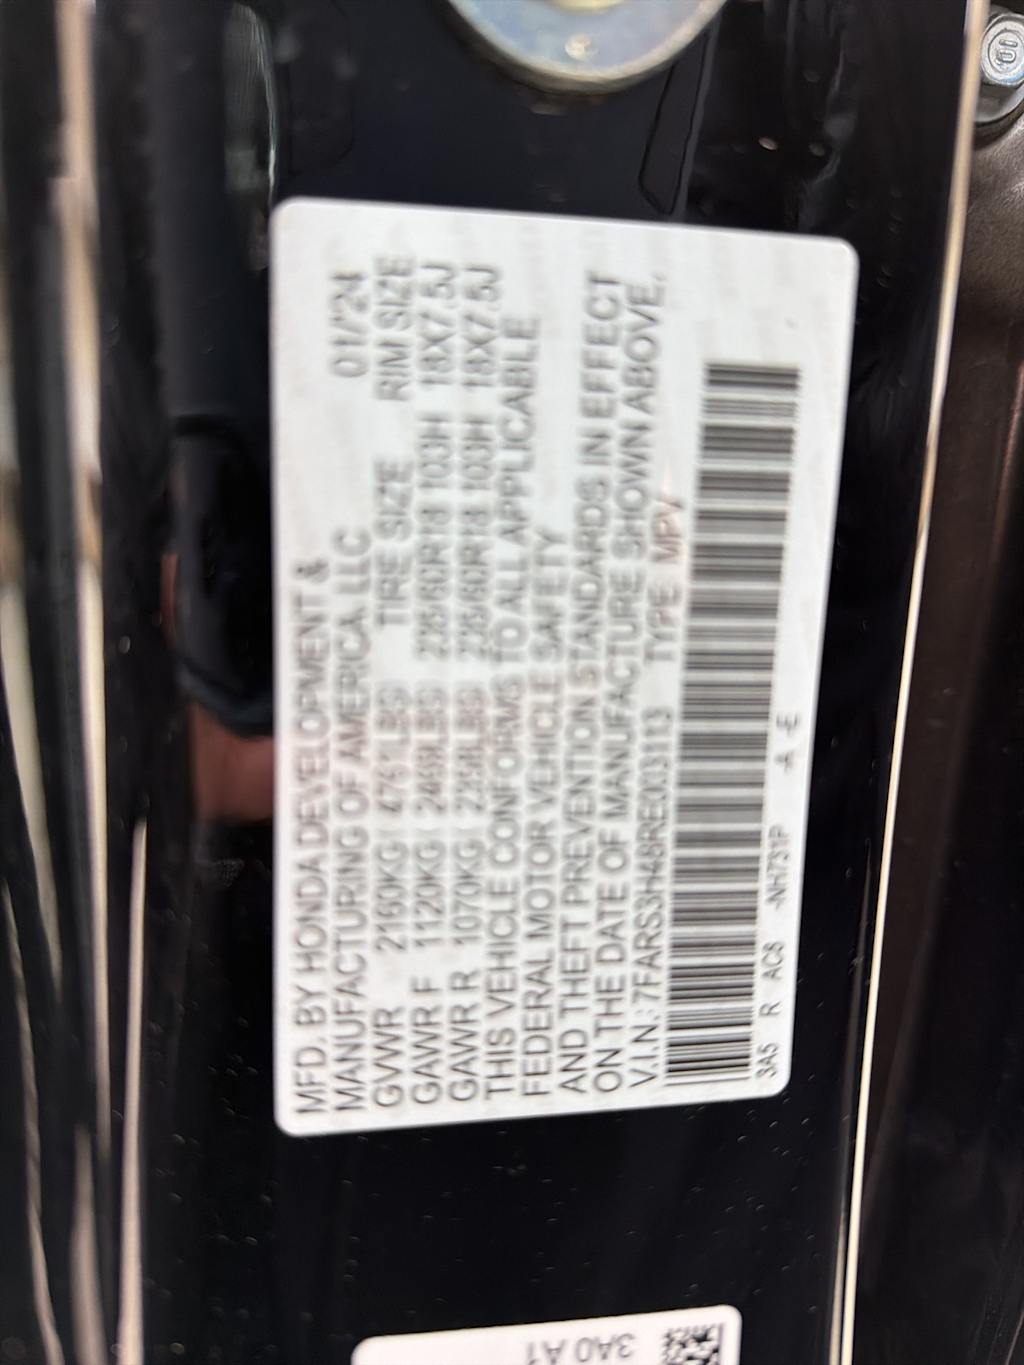 MFD. BY HONDA DEVELOPMENT &
MANUFACTURING OF AMERICA, LLC 01/'24
GVWR 2160KG ( 4761LBS) TIRE SIZE RIM SIZE
GAWR F 1120KG ( 2469LBS) 235/60R18 103H 18X7.5J
GAWR R 1070KG ( 2358LBS) 235/60R18 103H 18X7.5J
THIS VEHICLE CONFORMS TO ALL APPLICABLE
FEDERAL MOTOR VEHICLE SAFETY
AND THEFT PREVENTION STANDARDS IN EFFECT
ON THE DATE OF MANUFACTURE SHOWN ABOVE.
V.I.N.: 7FARS3H48RE003113 TYPE MPV
3A5 R AC8 -NH731P -A -E
3A0 A1
10